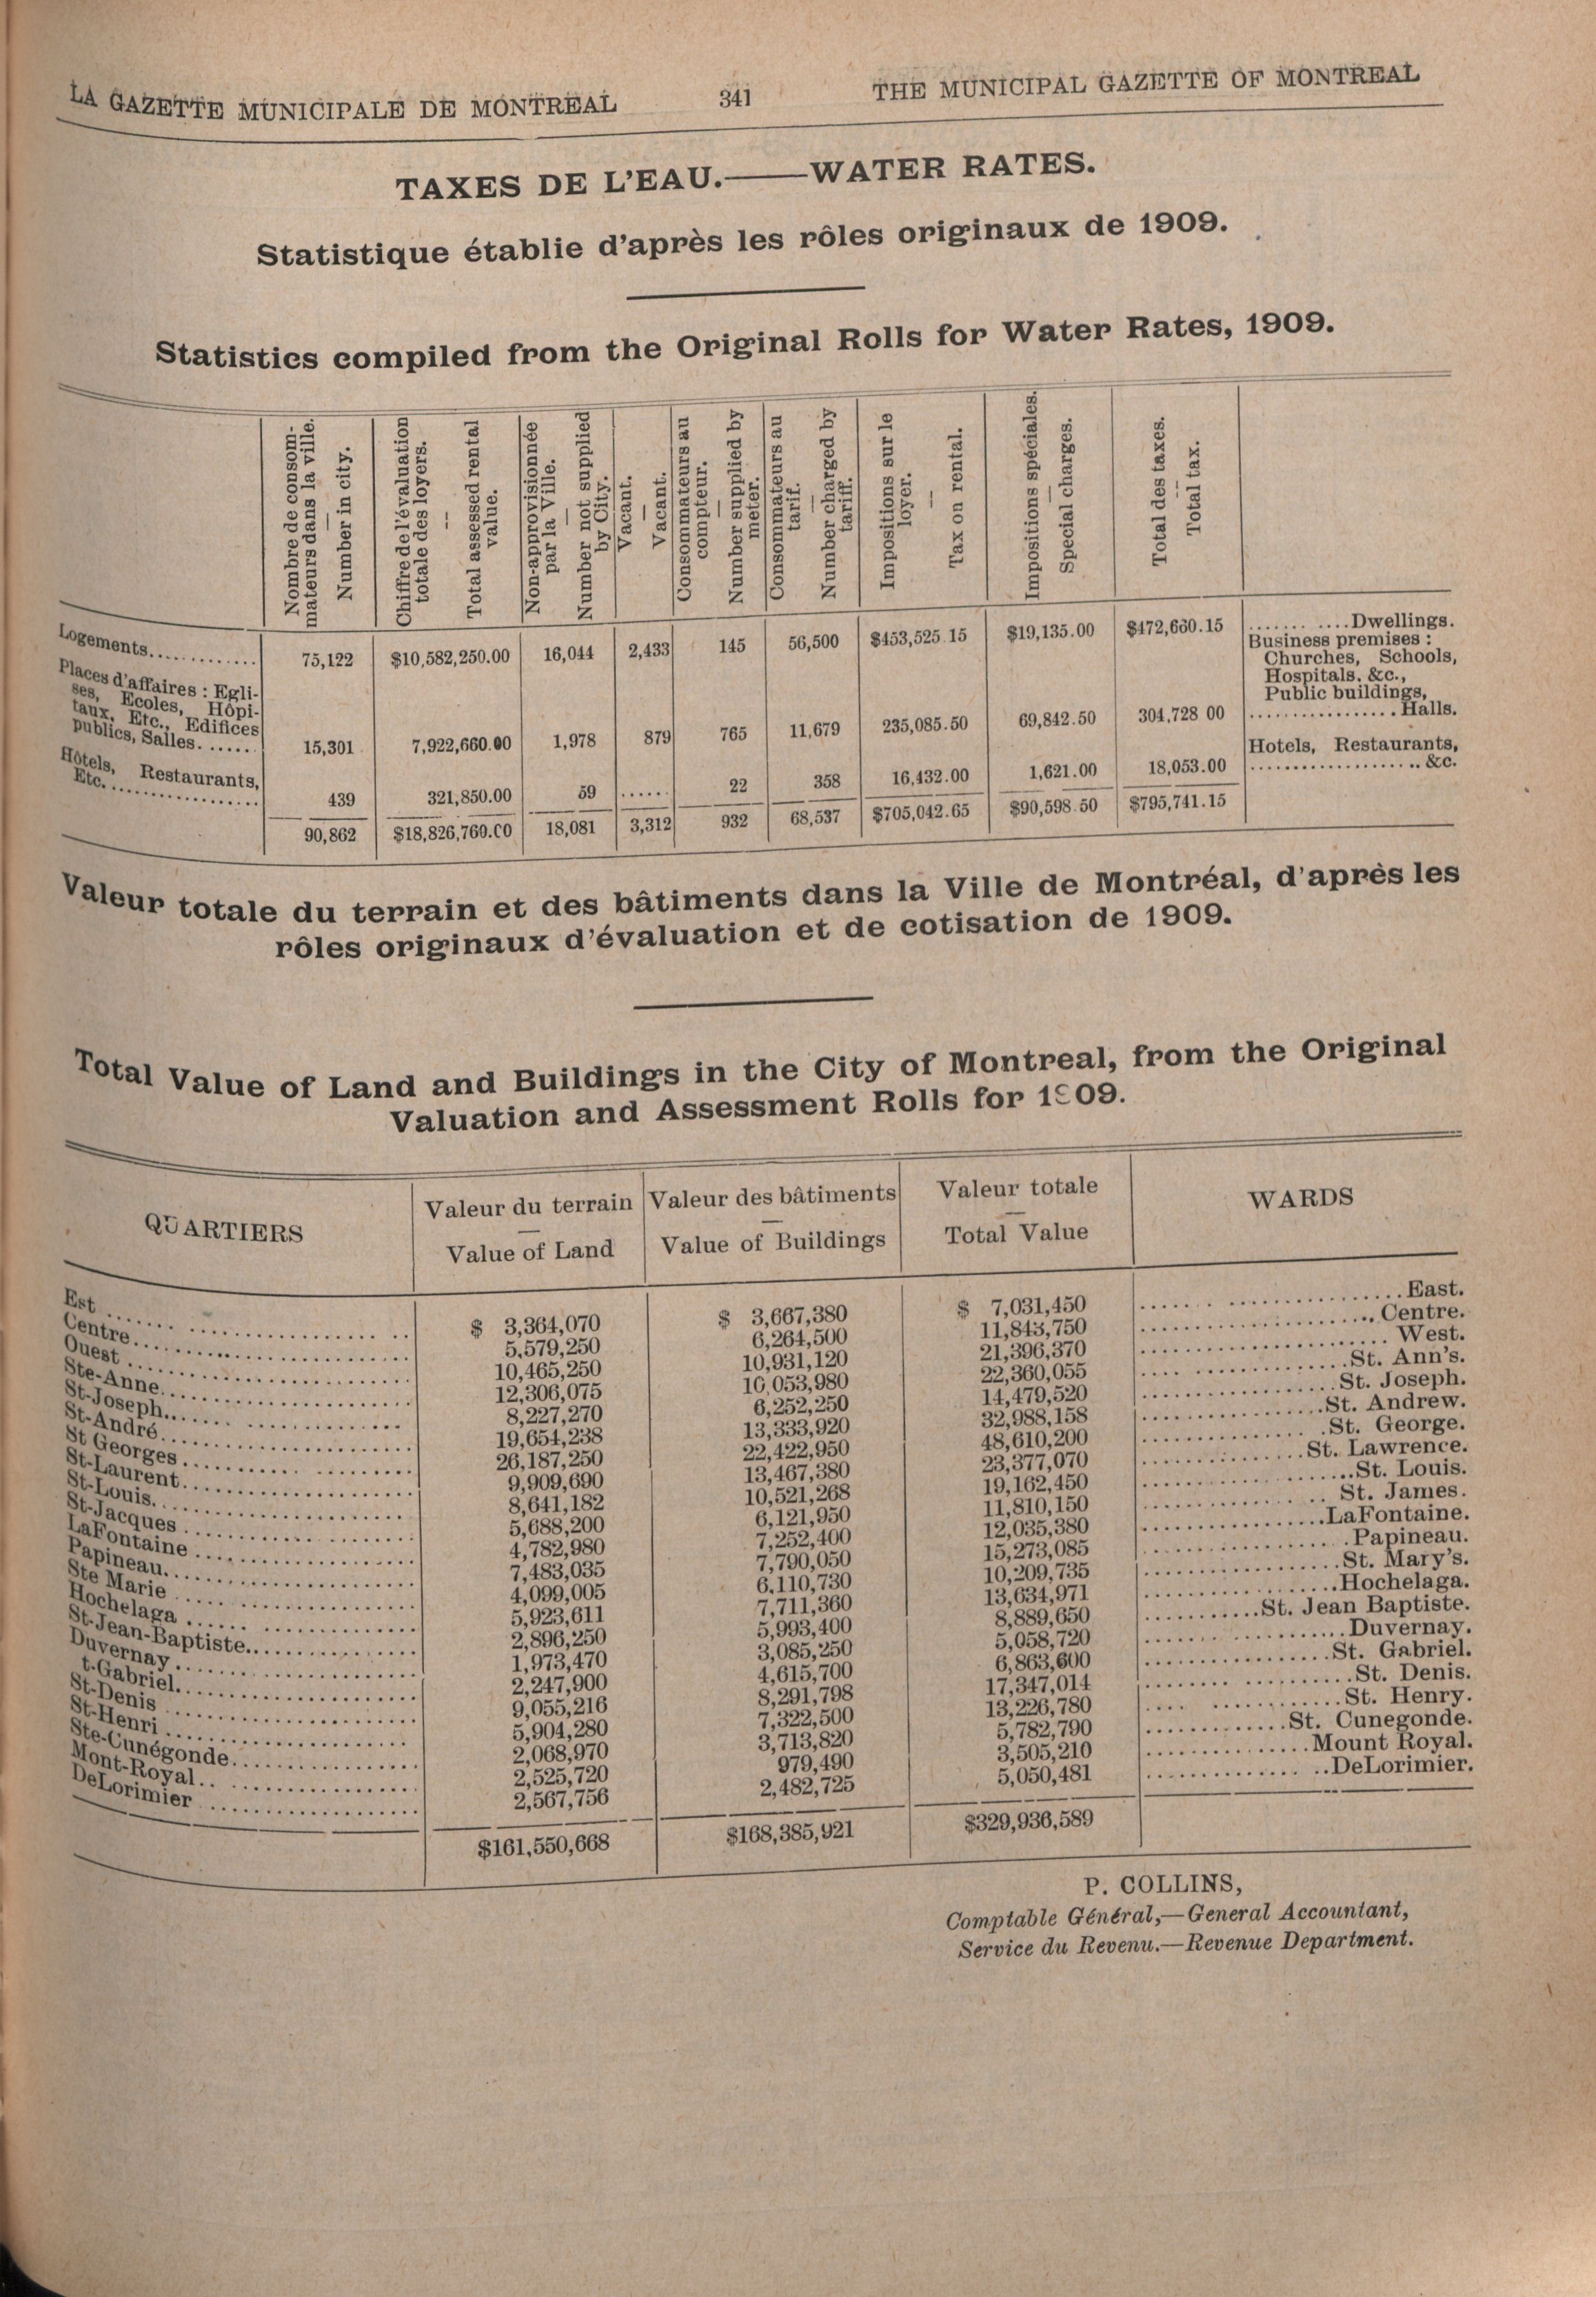 LA GAZETTE MUNICIPALE DE MONTREAL 341 THE MUNICIPAL GAZETTE OF MONTREAL
TAXES DE L'EAU.——WATER RATES.
Statistique établie d'après les rôles originaux de 1909.
Statistics compiled from the Original Rolls for Water Rates, 1909.
Nombre de consom-
mateurs dans la ville.
—
Number in city.
Chiffre de l'évaluation
totale des loyers.
--
Total assessed rental
value.
Non-approvisionnée
par la Ville.
—
Number not supplied
by City.
Vacant.
—
Vacant.
Consommateurs au
compteur.
—
Number supplied by
meter.
Consommateurs au
tarif.
—
Number charged by
tariff.
Impositions sur le
loyer.
--
Tax on rental.
Impositions spéciales.
—
Special charges.
Total des taxes.
--
Total tax.
Logements............. 75,122 $10,582,250.00 16,044 2,433 145 56,500 $453,525.15 $19,135.00 $472,660.15 ....... ....Dwellings.
Business premises :
Places d'affaires : Egli- Churches, Schools,
ses, Ecoles, Hôpi- Hospitals. &c.,
taux, Etc., Edifices Public buildings,
publics, Salles....... 15,301 7,922,660.00 1,978 879 765 11,679 235,085.50 69,842.50 304,728 00 .................Halls.
Hôtels, Restaurants, Hotels, Restaurants,
Etc................... 439 321,850.00 59 ...... 22 358 16,432.00 1,621.00 18,053.00 ....................&c.
90,862 $18,826,760.00 18,081 3,312 932 68,537 $705,042.65 $90,598.50 $795,741.15
Valeur totale du terrain et des bâtiments dans la Ville de Montréal, d'après les
rôles originaux d'évaluation et de cotisation de 1909.
Total Value of Land and Buildings in the City of Montreal, from the Original
Valuation and Assessment Rolls for 1909.
QUARTIERS Valeur du terrain — Value of Land Valeur des bâtiments — Value of Buildings Valeur totale — Total Value WARDS
Est ....... $ 3,364,070 $ 3,667,380 $ 7,031,450 .......East.
Centre....... 5,579,250 6,264,500 11,843,750 .......Centre.
Ouest ....... 10,465,250 10,931,120 21,396,370 .......West.
Ste-Anne....... 12,306,075 10,053,980 22,360,055 .......St. Ann's.
St-Joseph....... 8,227,270 6,252,250 14,479,520 .......St. Joseph.
St-André....... 19,654,238 13,333,920 32,988,158 .......St. Andrew.
St Georges....... 26,187,250 22,422,950 48,610,200 .......St. George.
St-Laurent....... 9,909,690 13,467,380 23,377,070 .......St. Lawrence.
St-Louis....... 8,641,182 10,521,268 19,162,450 .......St. Louis.
St-Jacques ....... 5,688,200 6,121,950 11,810,150 .......St. James.
LaFontaine ....... 4,782,980 7,252,400 12,035,380 .......LaFontaine.
Papineau....... 7,483,035 7,790,050 15,273,085 .......Papineau.
Ste Marie ....... 4,099,005 6,110,730 10,209,735 .......St. Mary's.
Hochelaga ....... 5,923,611 7,711,360 13,634,971 .......Hochelaga.
St-Jean-Baptiste....... 2,896,250 5,993,400 8,889,650 .......St. Jean Baptiste.
Duvernay ....... 1,973,470 3,085,250 5,058,720 .......Duvernay.
t-Gabriel....... 2,247,900 4,615,700 6,863,600 .......St. Gabriel.
St-Denis ....... 9,055,216 8,291,798 17,347,014 .......St. Denis.
St-Henri ....... 5,904,280 7,322,500 13,226,780 .......St. Henry.
Ste-Cunégonde....... 2,068,970 3,713,820 5,782,790 .......St. Cunegonde.
Mont-Royal....... 2,525,720 979,490 3,505,210 .......Mount Royal.
DeLorimier ....... 2,567,756 2,482,725 5,050,481 .......DeLorimier.
$161,550,668 $168,385,921 $329,936,589
P. COLLINS,
Comptable Général,—General Accountant,
Service du Revenu.—Revenue Department.